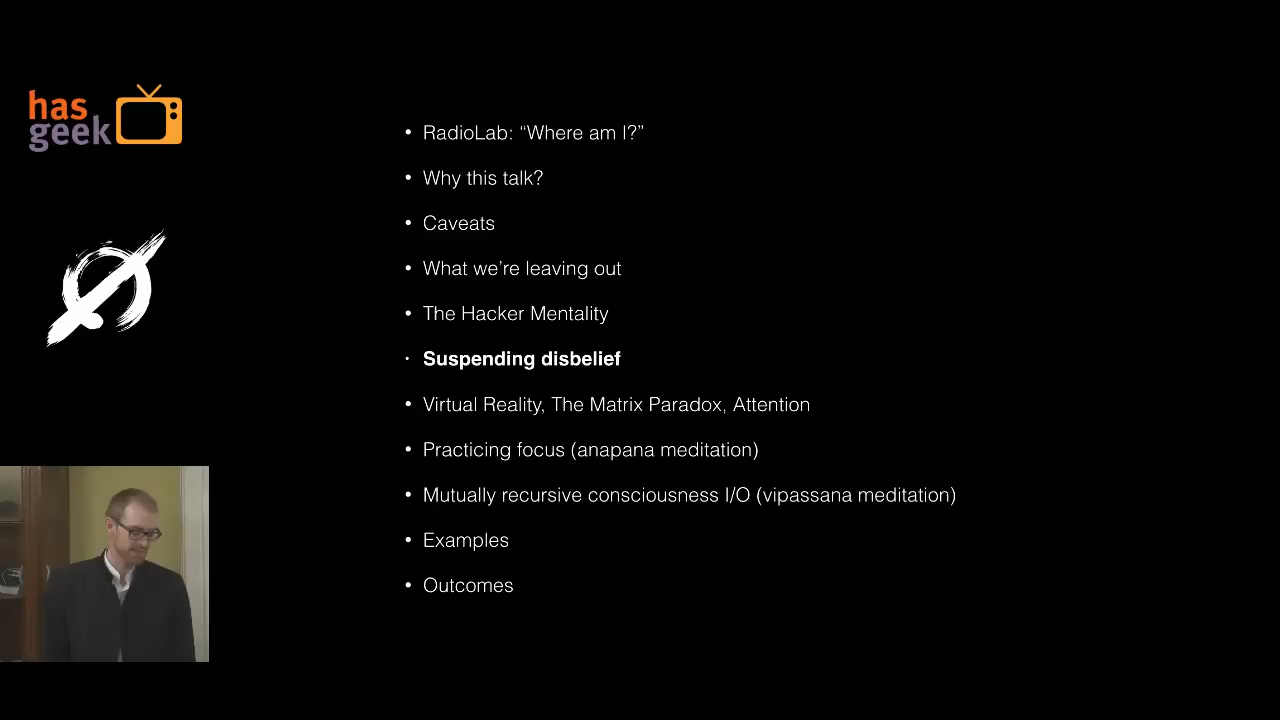 has
geek
• RadioLab: “Where am I?”
• Why this talk?
• Caveats
• What we’re leaving out
• The Hacker Mentality
• Suspending disbelief
• Virtual Reality, The Matrix Paradox, Attention
• Practicing focus (anapana meditation)
• Mutually recursive consciousness I/O (vipassana meditation)
• Examples
• Outcomes